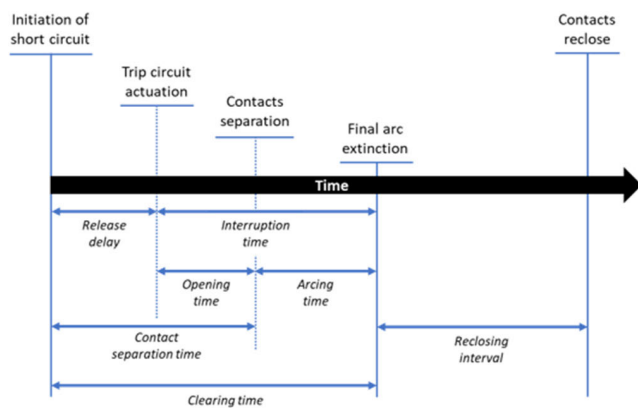 Initiation of
short circuit
Contacts
reclose
Trip circuit
actuation
Contacts
separation
Final arc
extinction
Time
Release
delay
Interruption
time
Opening
time
Arcing
time
Contact
separation time
Reclosing
interval
Clearing time